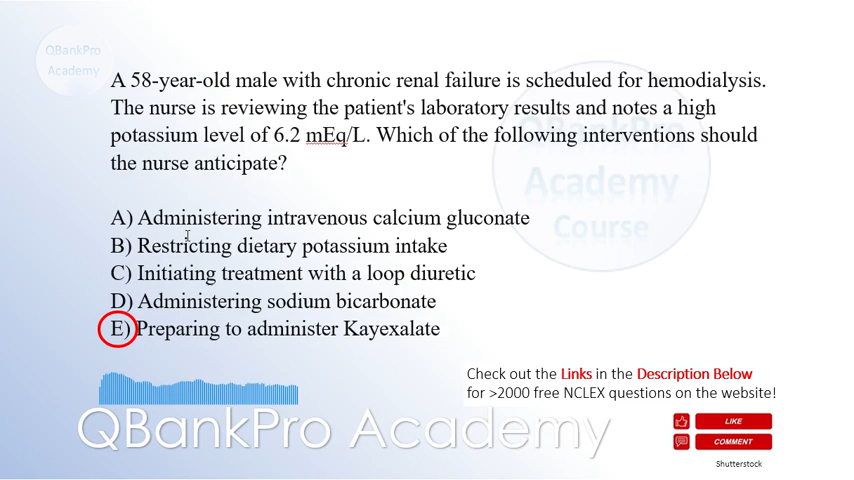 QBankPro
Academy
A 58-year-old male with chronic renal failure is scheduled for hemodialysis.
The nurse is reviewing the patient's laboratory results and notes a high
potassium level of 6.2 mEq/L. Which of the following interventions should
the nurse anticipate?
QBankPro
Academy
Course
A) Administering intravenous calcium gluconate
B) Restricting dietary potassium intake
C) Initiating treatment with a loop diuretic
D) Administering sodium bicarbonate
E) Preparing to administer Kayexalate
Check out the Links in the Description Below
for >2000 free NCLEX questions on the website!
QBankPro Academy
LIKE
COMMENT
Shutterstock